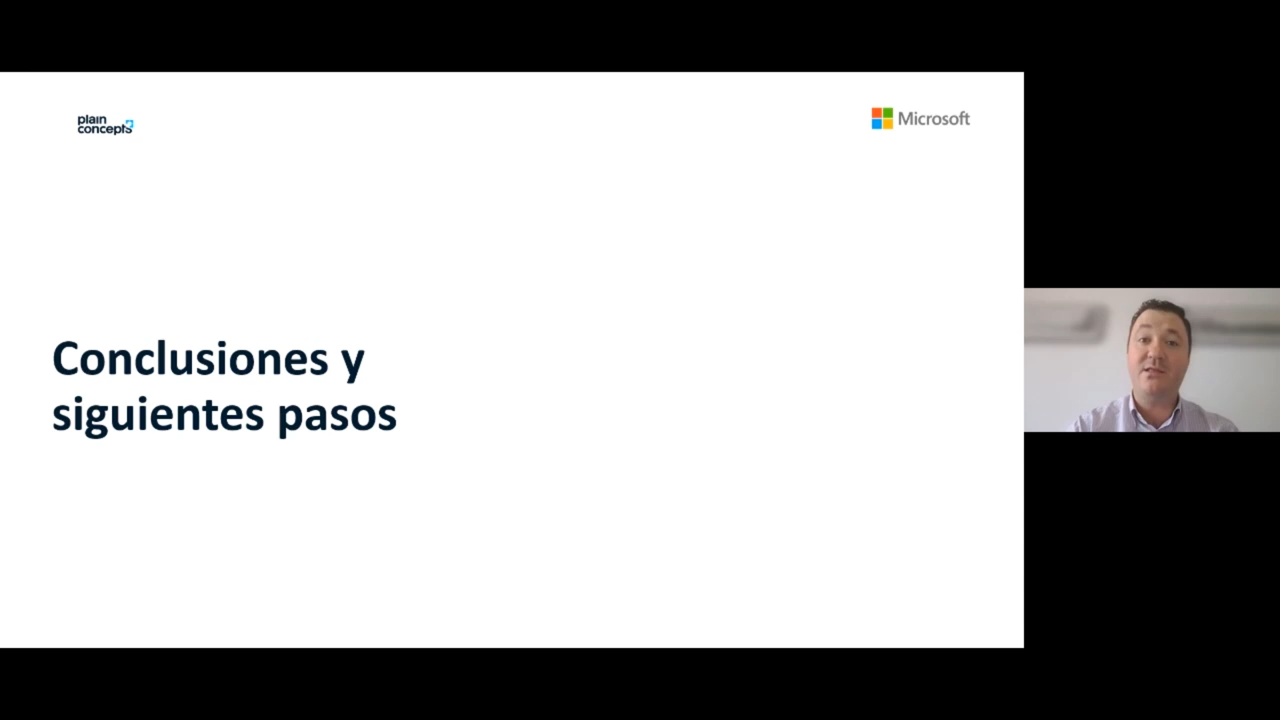 plain
concepts
Microsoft
Conclusiones y
siguientes pasos